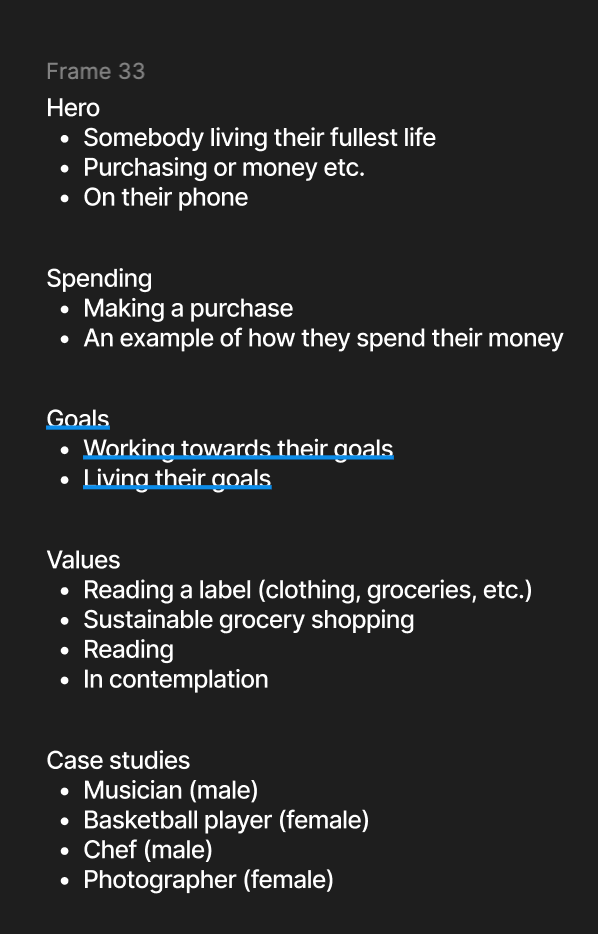 Frame 33
Hero
• Somebody living their fullest life
• Purchasing or money etc.
• On their phone
Spending
• Making a purchase
• An example of how they spend their money
Goals
• Working towards their goals
• Living their goals
Values
• Reading a label (clothing, groceries, etc.)
• Sustainable grocery shopping
• Reading
• In contemplation
Case studies
• Musician (male)
• Basketball player (female)
• Chef (male)
• Photographer (female)